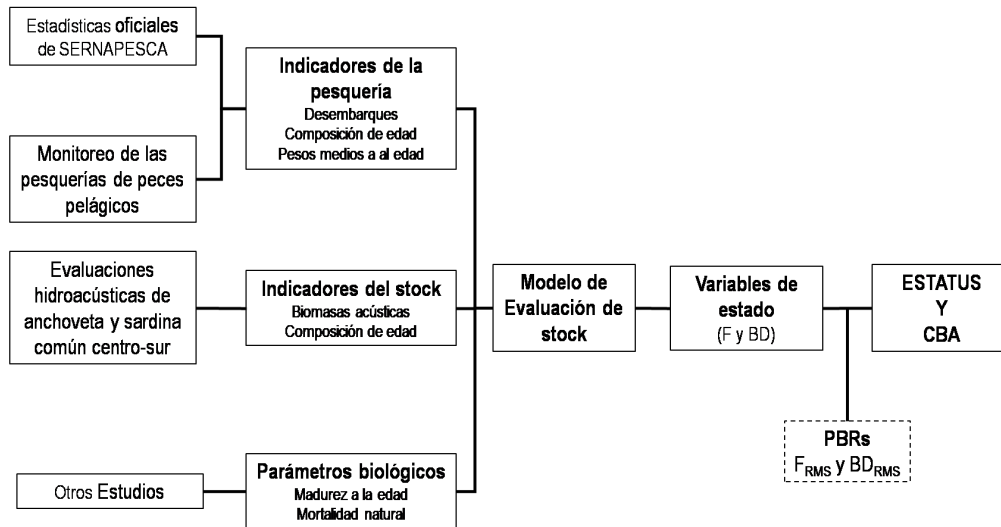 Estadísticas oficiales
de SERNAPESCA
Monitoreo de las
pesquerías de peces
pelágicos
Indicadores de la
pesquería
Desembarques
Composición de edad
Pesos medios a al edad
Evaluaciones
hidroacústicas de
anchoveta y sardina
común centro-sur
Indicadores del stock
Biomasas acústicas
Composición de edad
Otros Estudios
Parámetros biológicos
Madurez a la edad
Mortalidad natural
Modelo de
Evaluación de
stock
Variables de
estado
(F y BD)
ESTATUS
Y
CBA
PBRs
FRMS y BDRMS